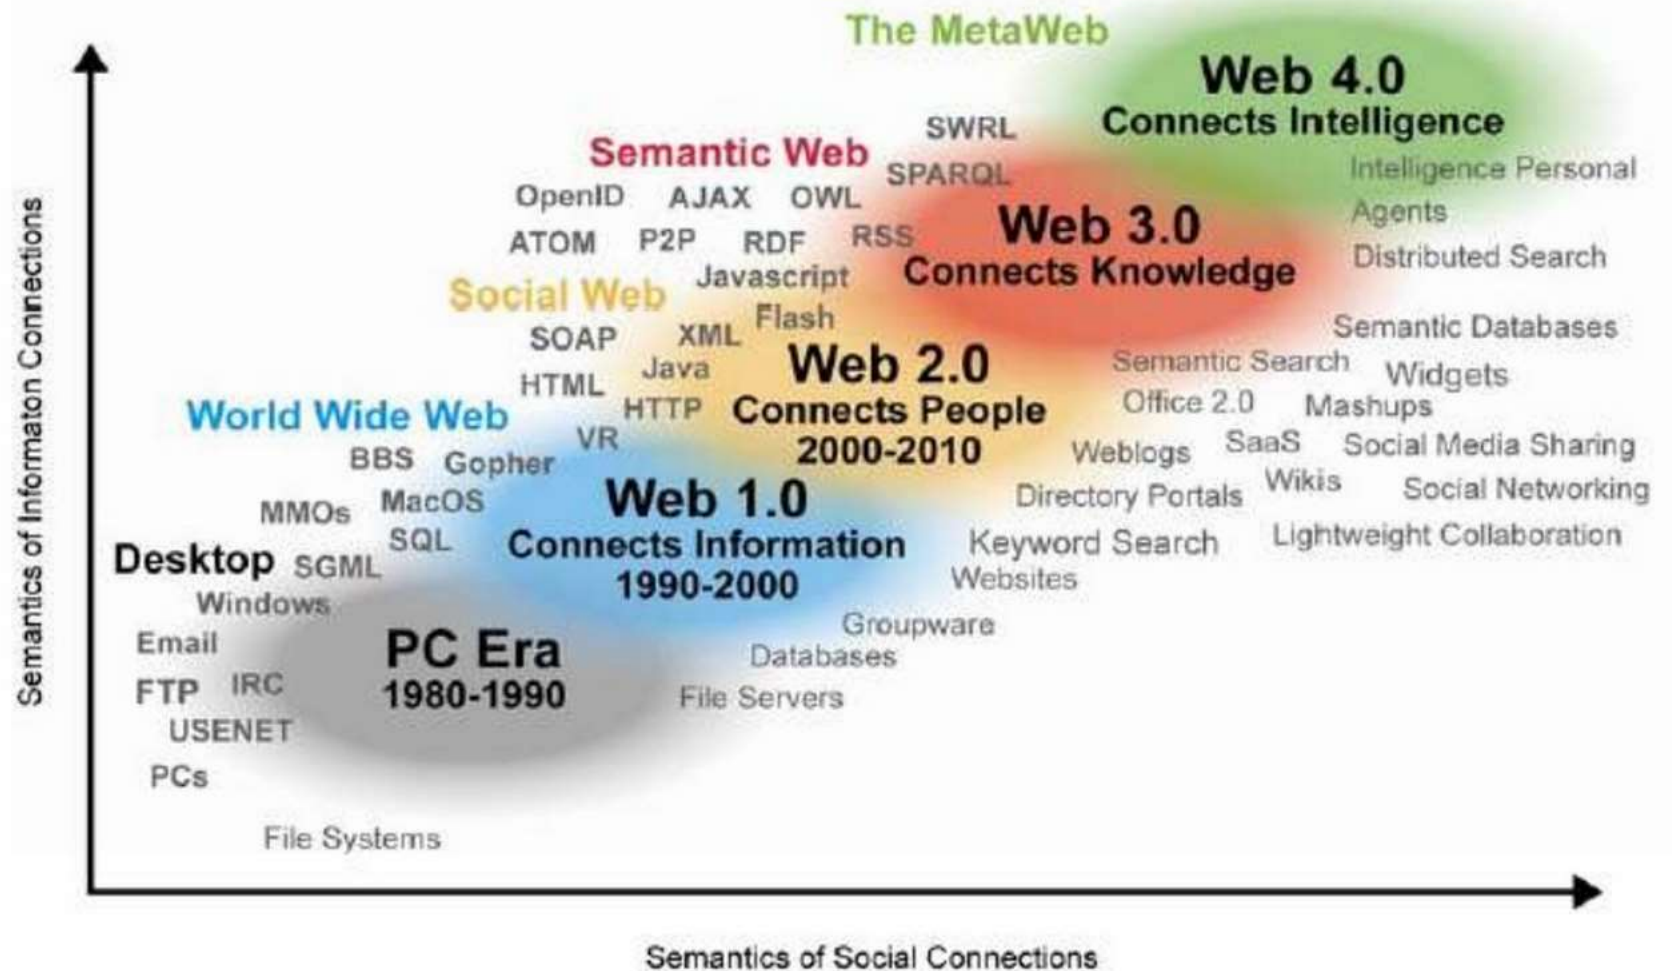 The MetaWeb
Web 4.0
Connects Intelligence
SWRL
Semantic Web
SPARQL
Intelligence Personal
Agents
OpenID AJAX OWL
Web 3.0
Connects Knowledge
ATOM P2P RDF RSS
Distributed Search
Javascript
Social Web
Flash
Semantic Databases
SOAP XML
Web 2.0
Connects People
2000-2010
Java
Semantic Search
Widgets
HTML
HTTP
Office 2.0
Mashups
World Wide Web
VR
Weblogs
SaaS
Social Media Sharing
BBS Gopher
Web 1.0
Connects Information
1990-2000
Directory Portals
Wikis
Social Networking
MMOs
MacOS
SQL
Keyword Search
Lightweight Collaboration
Desktop
SGML
Websites
Windows
Groupware
Email
PC Era
1980-1990
Databases
FTP IRC
File Servers
USENET
PCs
File Systems
Semantics of Informaton Connections
Semantics of Social Connections